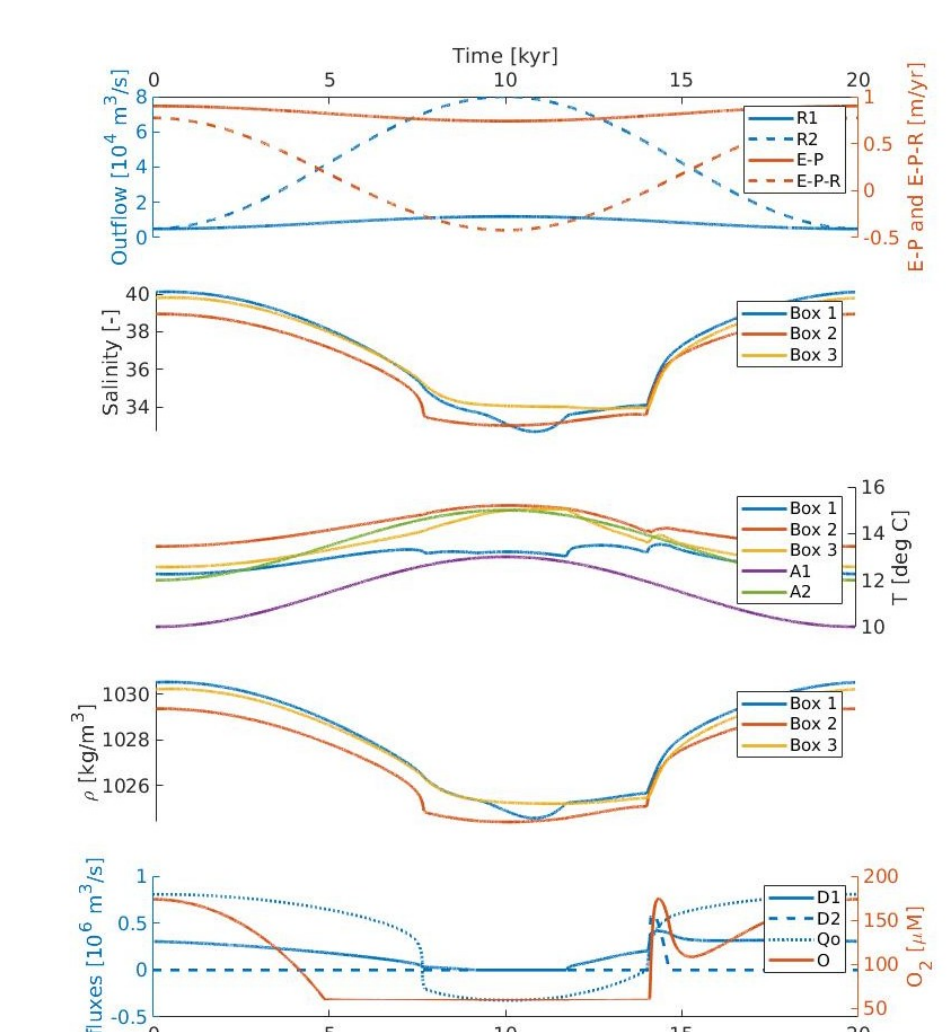 Time [kyr]
0 5 10 15 20
Outflow [10⁴ m³/s]
8
6
4
2
0
1
0.5
0
-0.5
E-P and E-P-R [m/yr]
R1
R2
E-P
E-P-R
Salinity [-]
40
38
36
34
Box 1
Box 2
Box 3
16
14
12
10
T [deg C]
Box 1
Box 2
Box 3
A1
A2
ρ [kg/m³]
1030
1028
1026
Box 1
Box 2
Box 3
fluxes [10⁶ m³/s]
1
0.5
0
-0.5
200
150
100
50
O₂ [μM]
D1
D2
Qo
O
0 5 10 15 20